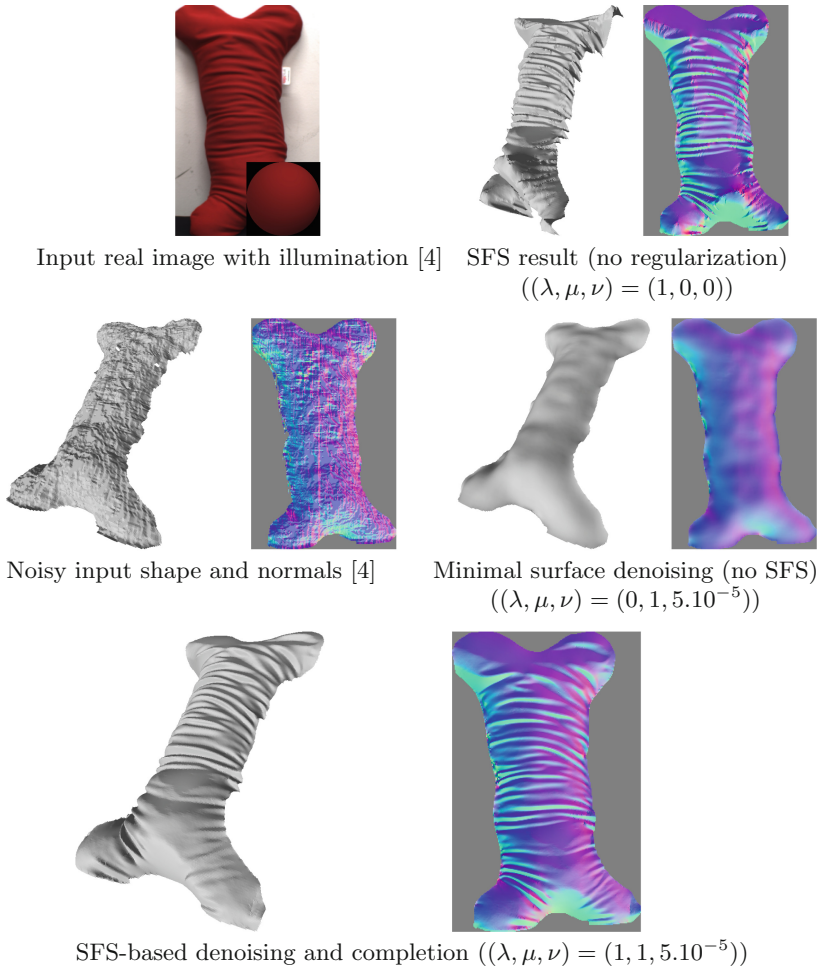 Input real image with illumination [4]
SFS result (no regularization)
((λ, μ, ν) = (1, 0, 0))
Noisy input shape and normals [4]
Minimal surface denoising (no SFS)
((λ, μ, ν) = (0, 1, 5.10⁻⁵))
SFS-based denoising and completion ((λ, μ, ν) = (1, 1, 5.10⁻⁵))